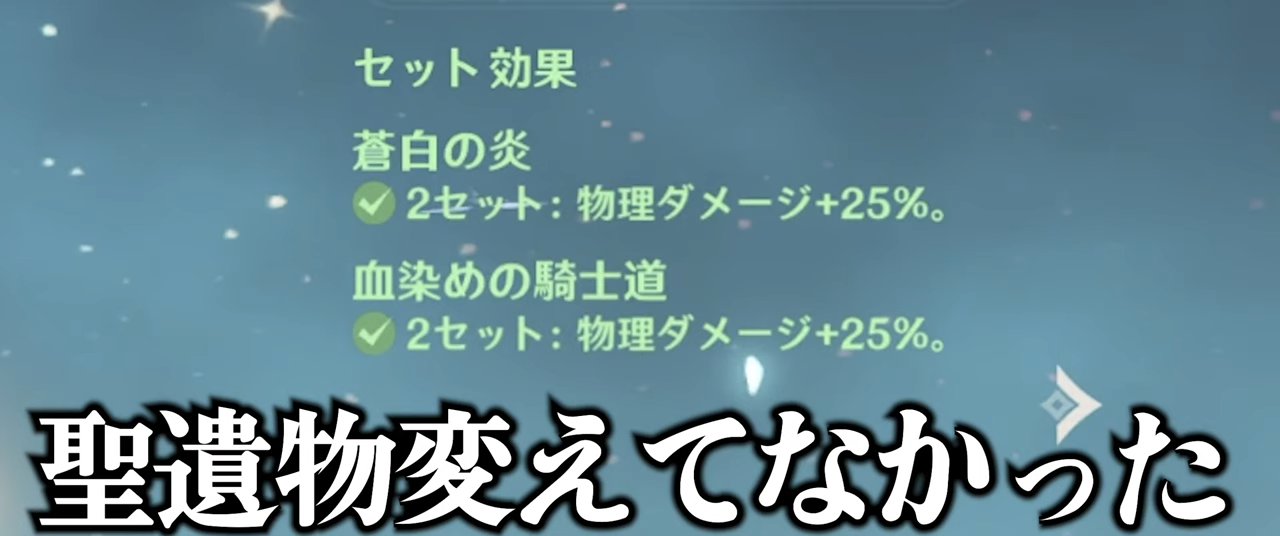 セット効果
蒼白の炎
2セット：物理ダメージ+25%。
血染めの騎士道
2セット：物理ダメージ+25%。
聖遺物変えてなかった